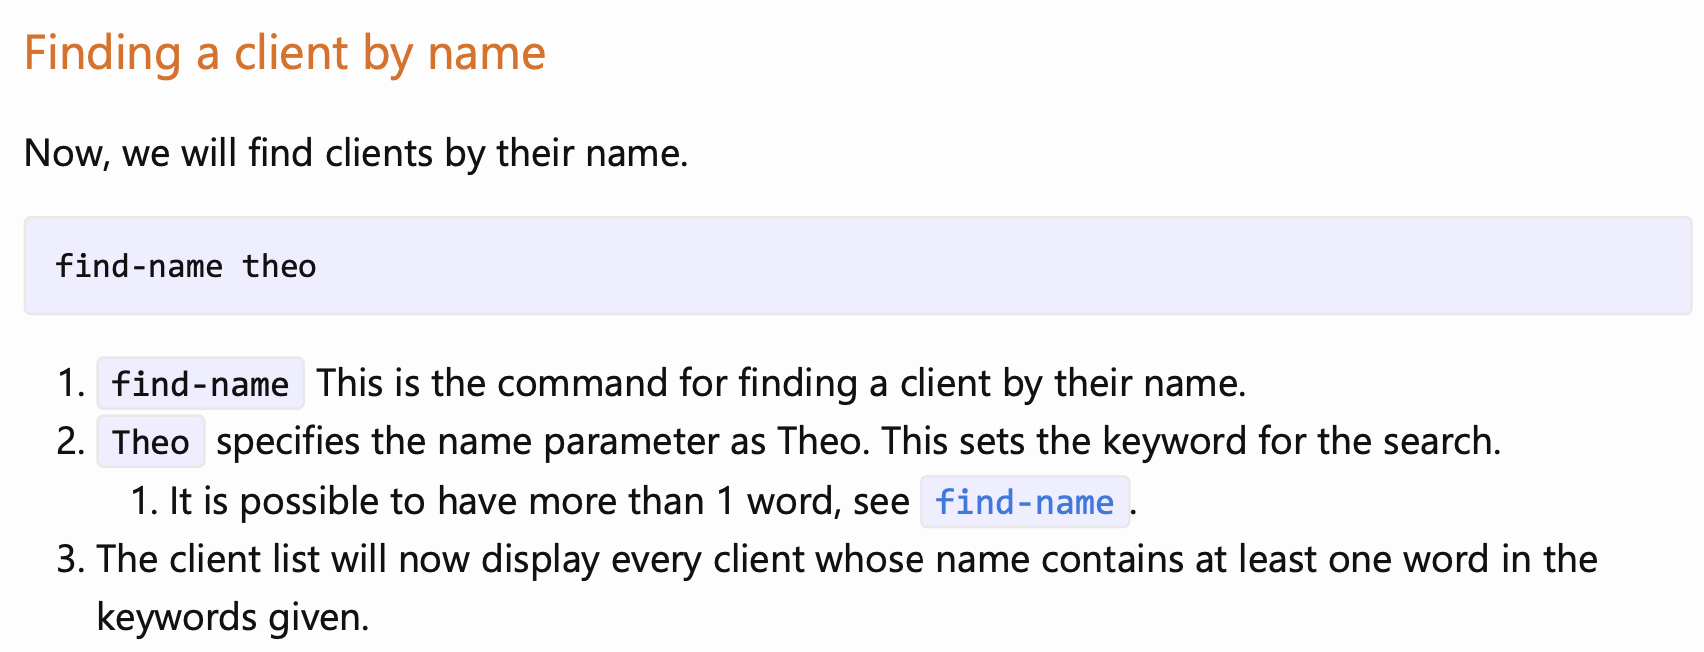 Finding a client by name
Now, we will find clients by their name.
find-name theo
1. find-name This is the command for finding a client by their name.
2. Theo specifies the name parameter as Theo. This sets the keyword for the search.
1. It is possible to have more than 1 word, see find-name.
3. The client list will now display every client whose name contains at least one word in the
keywords given.